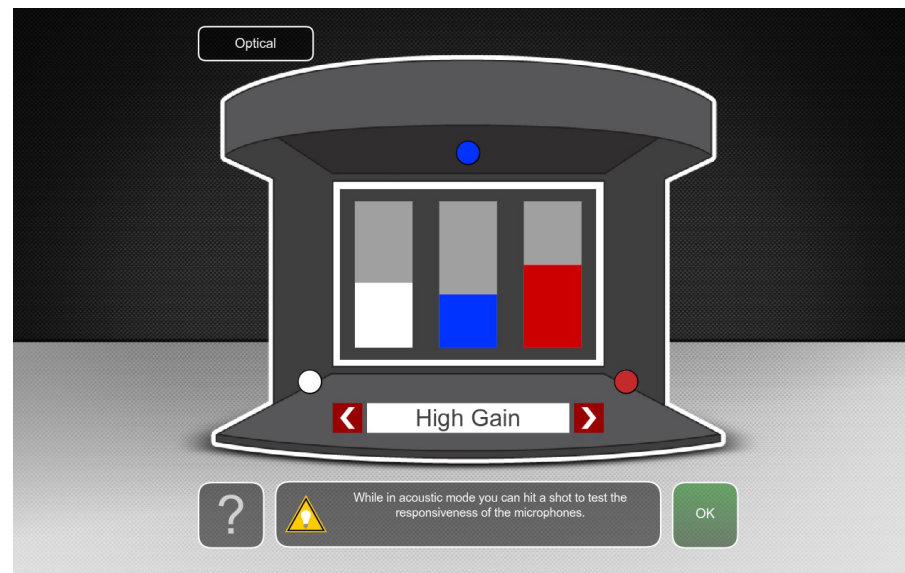 Optical
High Gain
?
While in acoustic mode you can hit a shot to test the
responsiveness of the microphones.
OK